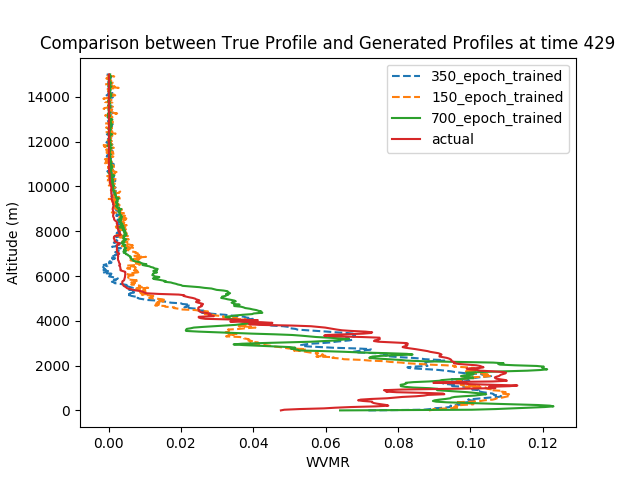 Comparison between True Profile and Generated Profiles at time 429
350_epoch_trained
150_epoch_trained
700_epoch_trained
actual
14000
12000
10000
8000
6000
4000
2000
0
Altitude (m)
0.00 0.02 0.04 0.06 0.08 0.10 0.12
WVMR